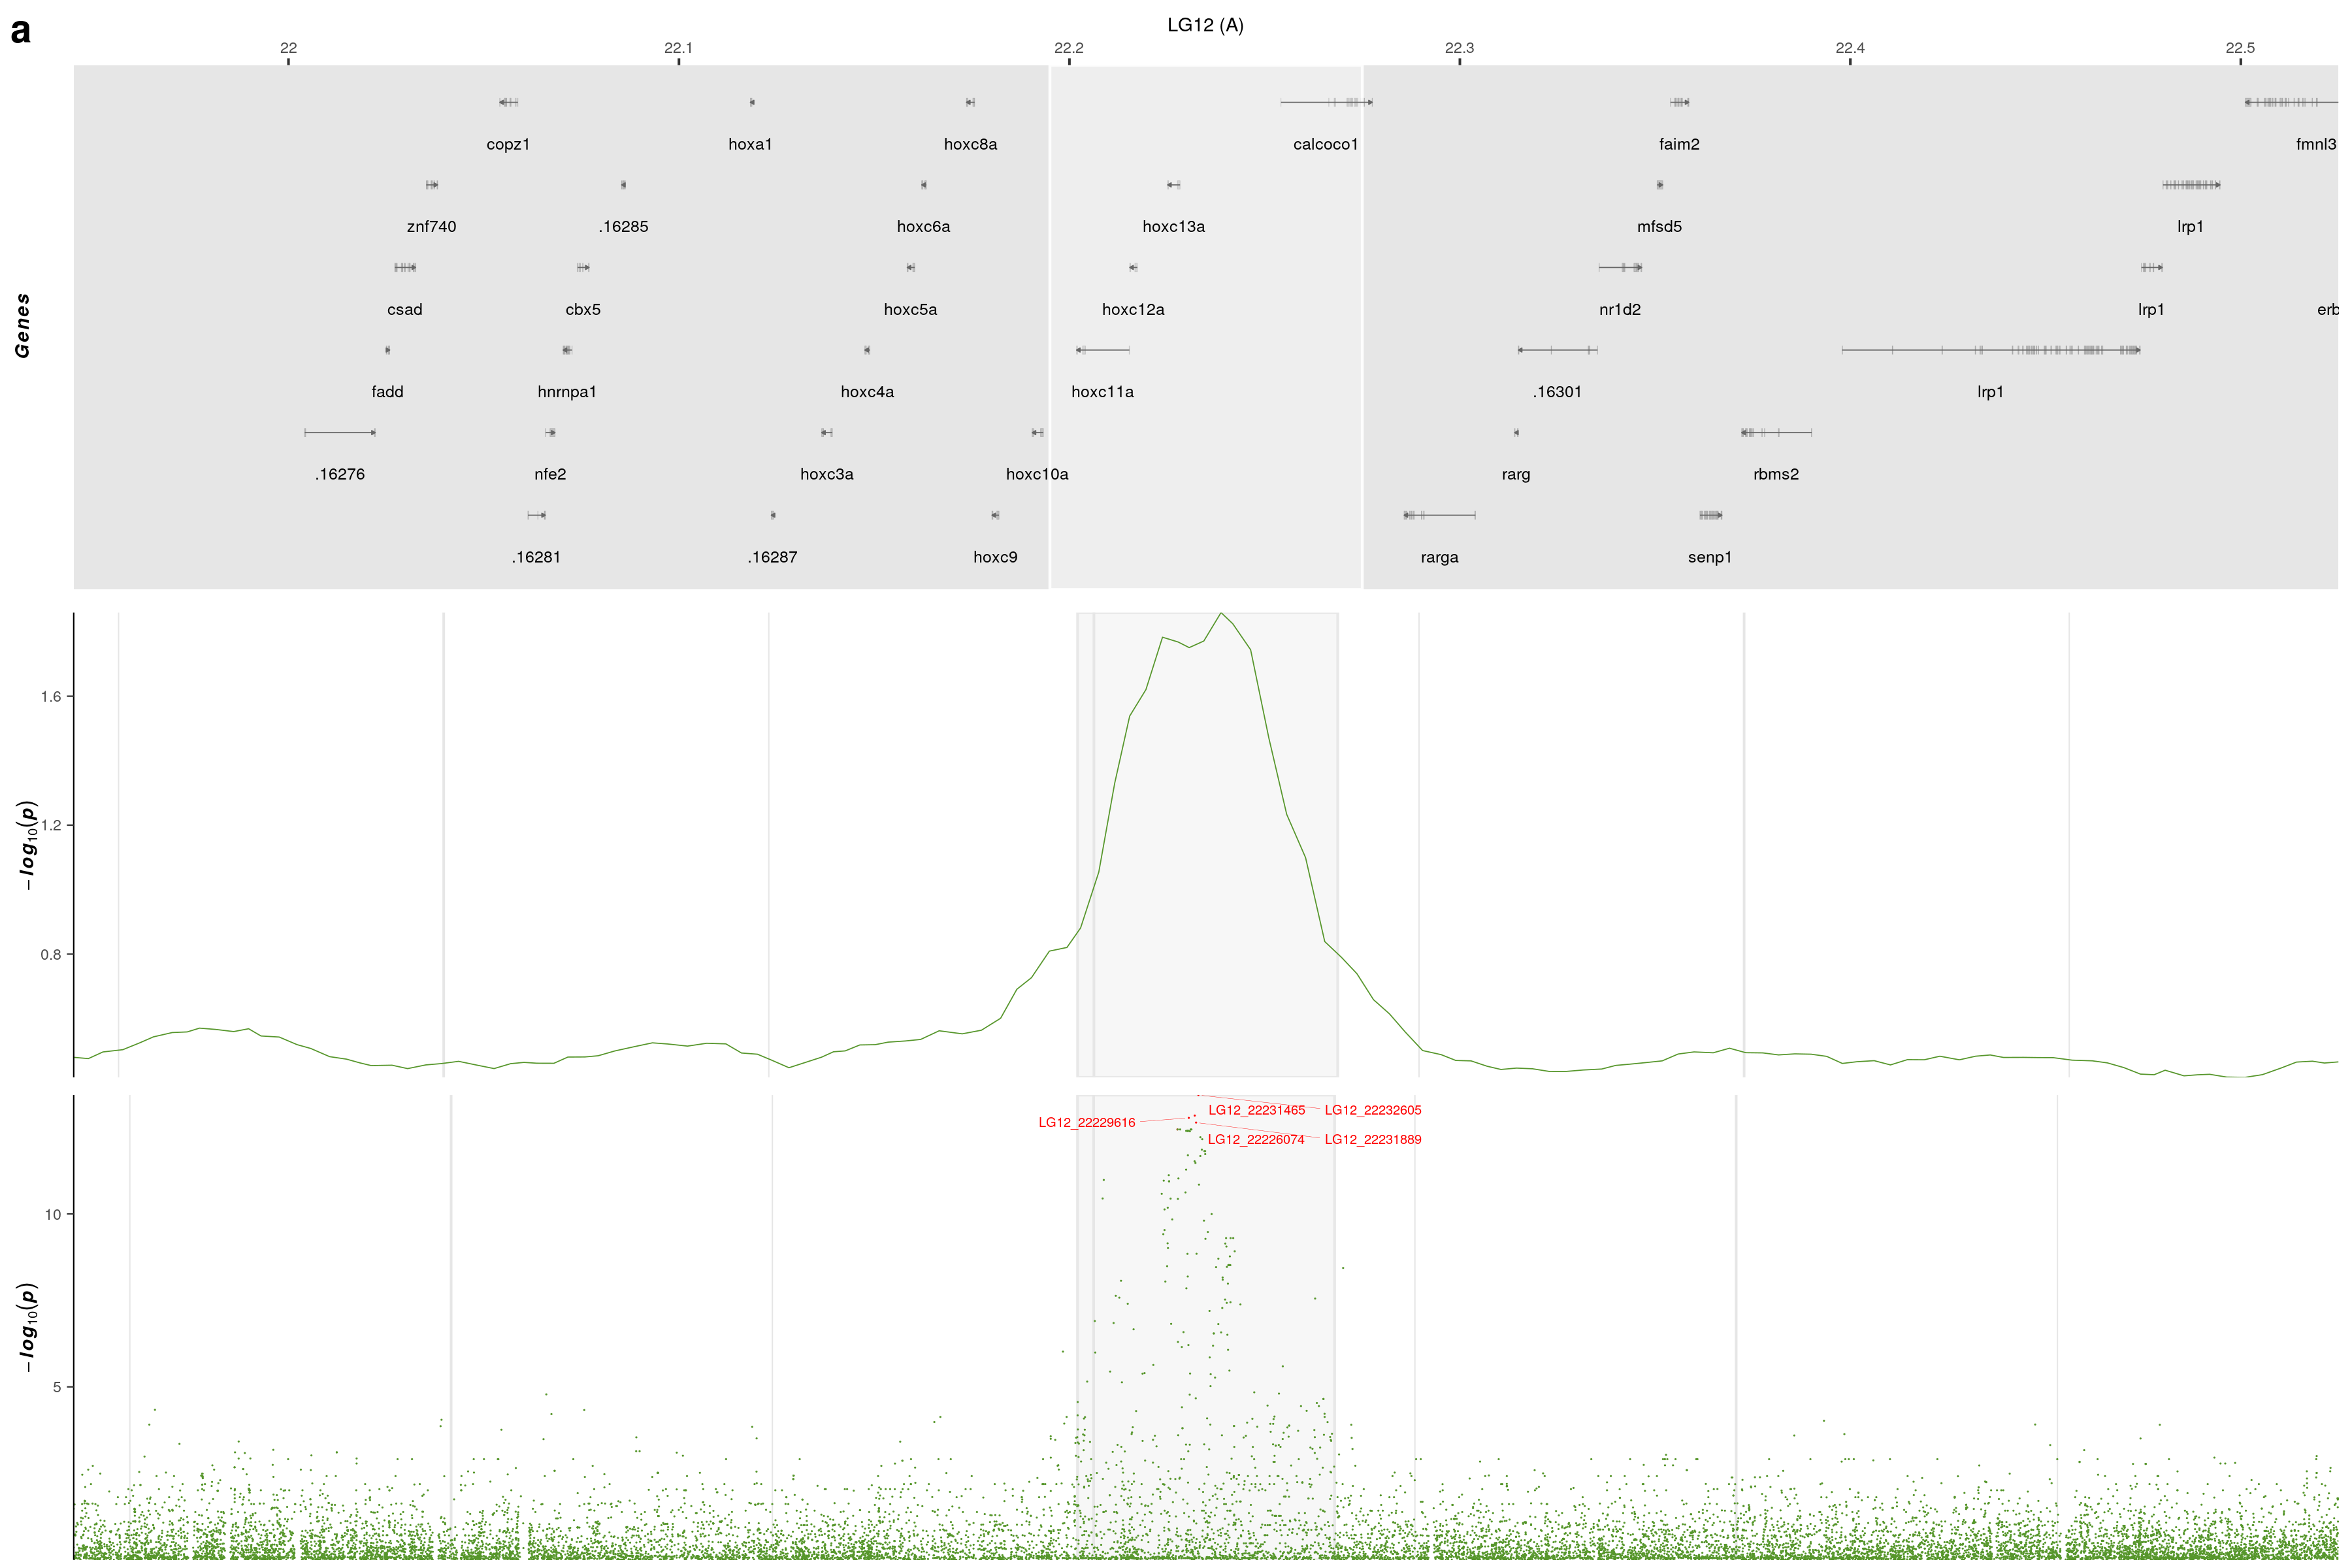 a
LG12 (A)
22 22.1 22.2 22.3 22.4 22.5
Genes
copz1 hoxa1 hoxc8a calcoco1 faim2 fmnl3
znf740 .16285 hoxc6a hoxc13a mfsd5 lrp1
csad cbx5 hoxc5a hoxc12a nr1d2 lrp1 erb
fadd hnrnpa1 hoxc4a hoxc11a .16301 lrp1
.16276 nfe2 hoxc3a hoxc10a rarg rbms2
.16281 .16287 hoxc9 rarga senp1
−log10(p)
1.6
1.2
0.8
−log10(p)
LG12_22231465 LG12_22232605
LG12_22229616
LG12_22226074 LG12_22231889
10
5